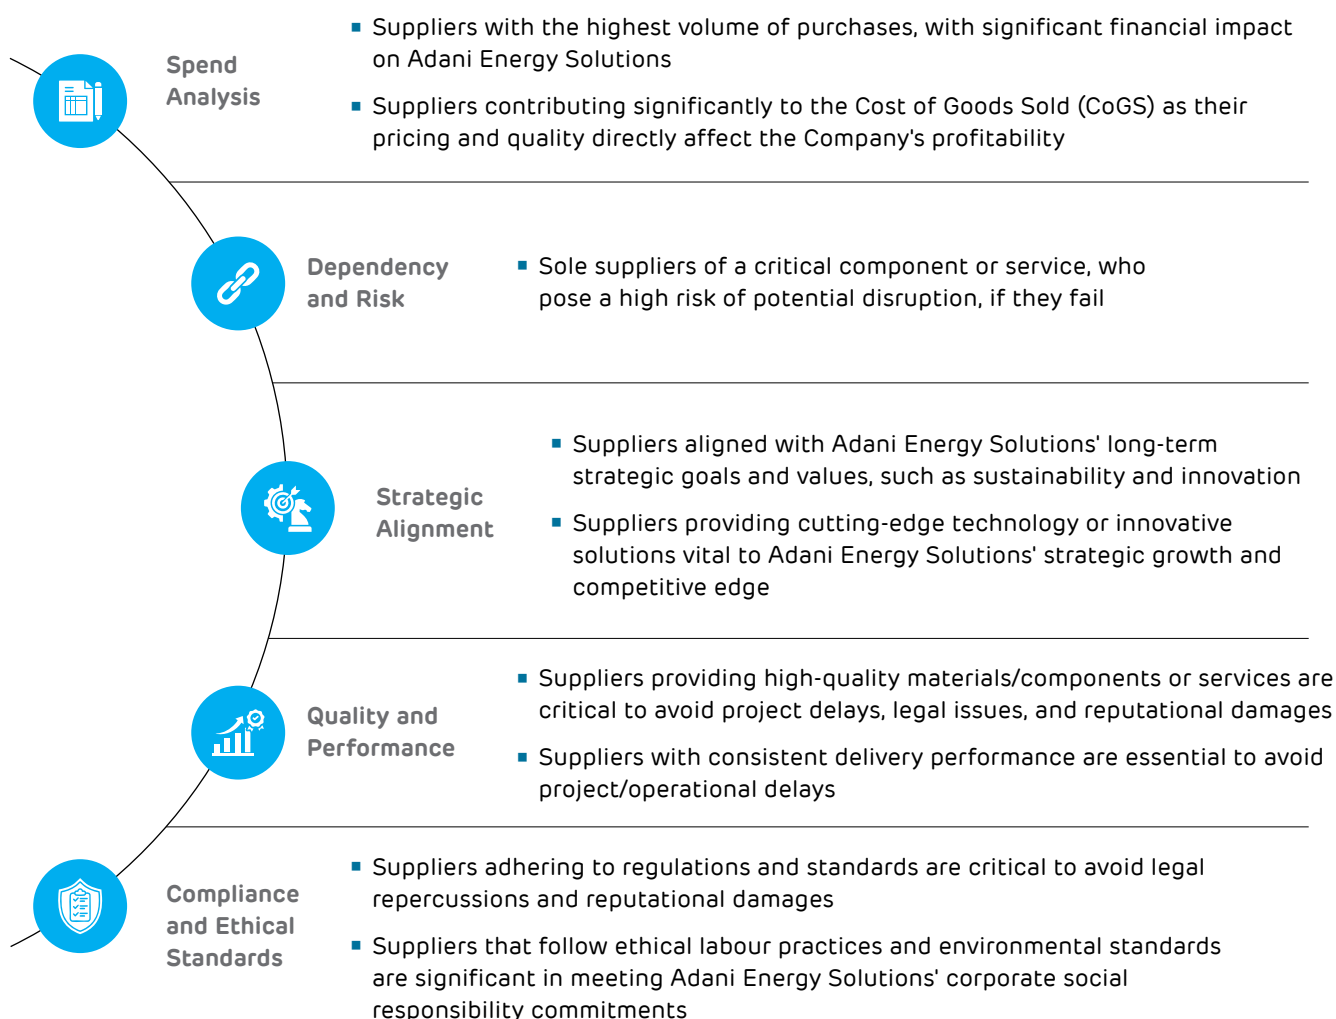 Spend
Analysis
▪ Suppliers with the highest volume of purchases, with significant financial impact
on Adani Energy Solutions
▪ Suppliers contributing significantly to the Cost of Goods Sold (CoGS) as their
pricing and quality directly affect the Company's profitability
Dependency
and Risk
▪ Sole suppliers of a critical component or service, who
pose a high risk of potential disruption, if they fail
Strategic
Alignment
▪ Suppliers aligned with Adani Energy Solutions' long-term
strategic goals and values, such as sustainability and innovation
▪ Suppliers providing cutting-edge technology or innovative
solutions vital to Adani Energy Solutions' strategic growth and
competitive edge
Quality and
Performance
▪ Suppliers providing high-quality materials/components or services are
critical to avoid project delays, legal issues, and reputational damages
▪ Suppliers with consistent delivery performance are essential to avoid
project/operational delays
Compliance
and Ethical
Standards
▪ Suppliers adhering to regulations and standards are critical to avoid legal
repercussions and reputational damages
▪ Suppliers that follow ethical labour practices and environmental standards
are significant in meeting Adani Energy Solutions' corporate social
responsibility commitments